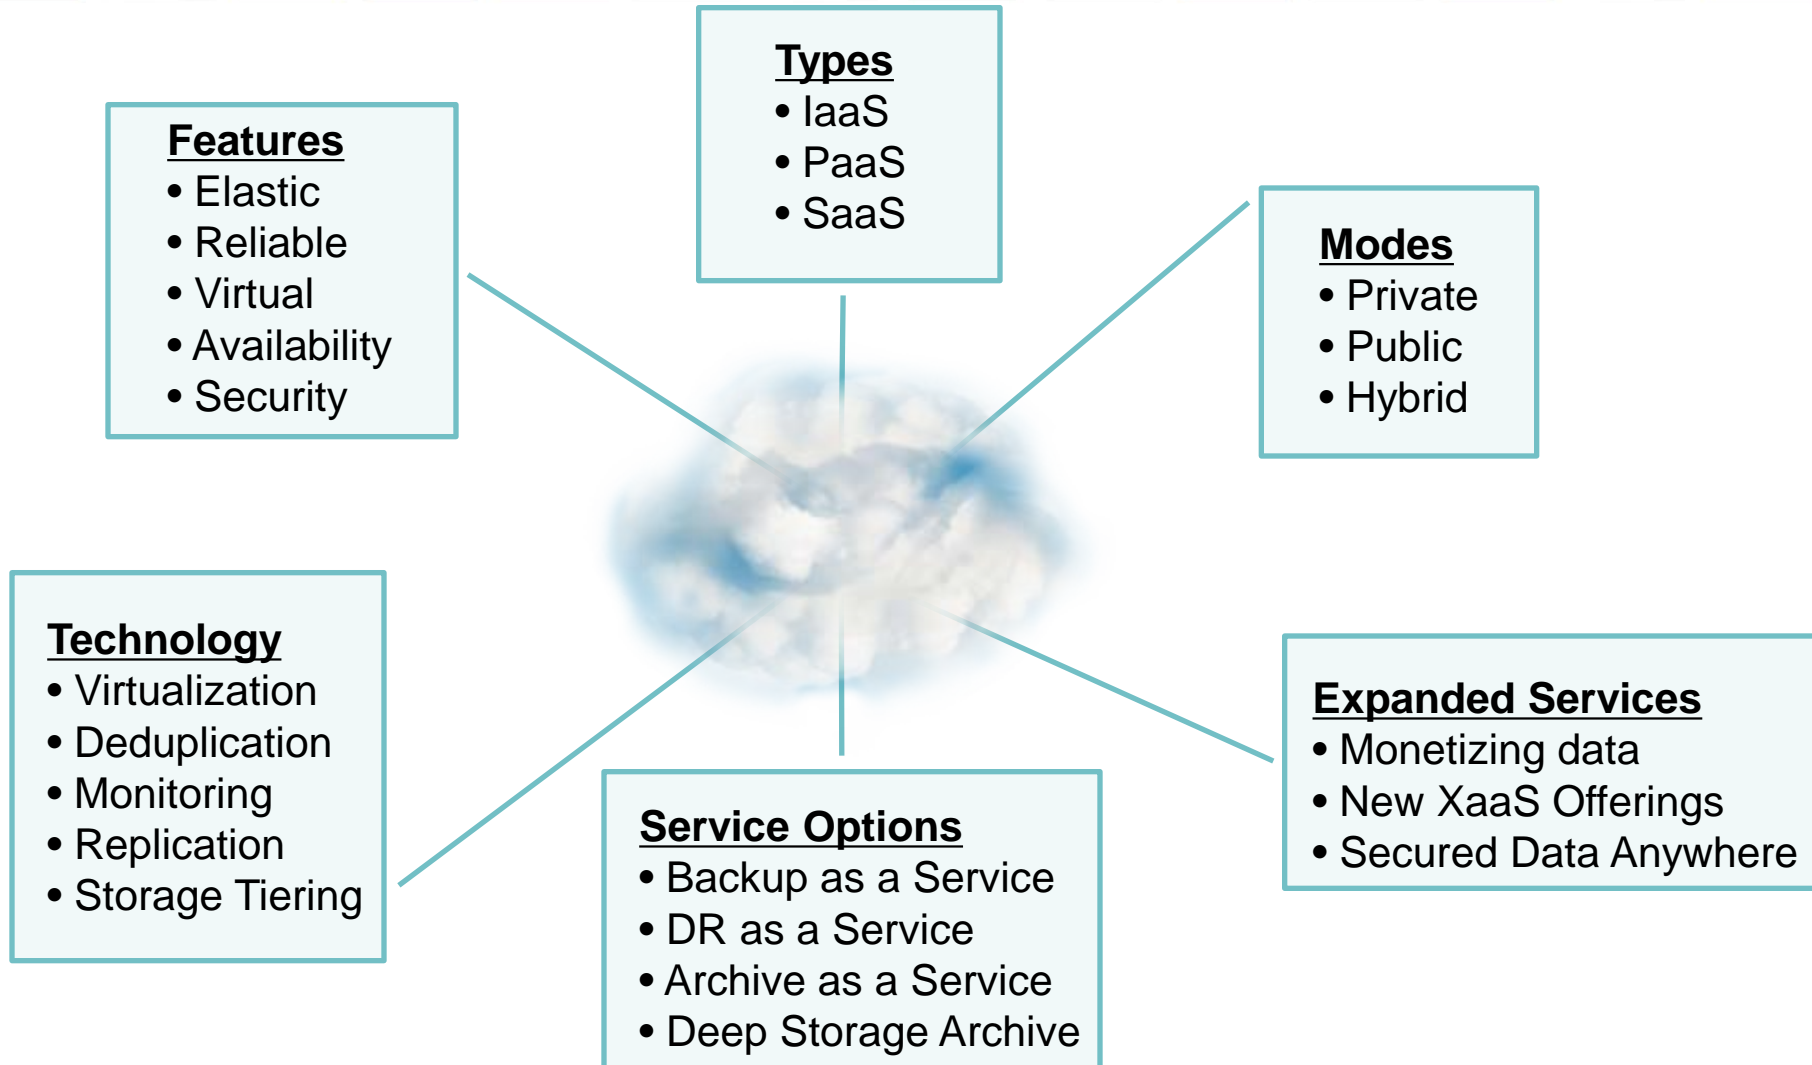 Types
• IaaS
• PaaS
• SaaS
Features
• Elastic
• Reliable
• Virtual
• Availability
• Security
Modes
• Private
• Public
• Hybrid
Technology
• Virtualization
• Deduplication
• Monitoring
• Replication
• Storage Tiering
Service Options
• Backup as a Service
• DR as a Service
• Archive as a Service
• Deep Storage Archive
Expanded Services
• Monetizing data
• New XaaS Offerings
• Secured Data Anywhere